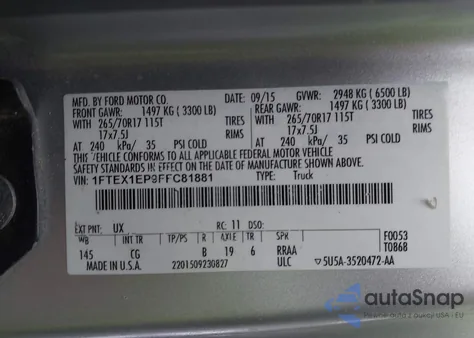 MFD. BY FORD MOTOR CO. 09/15 GVWR: 2948 KG ( 6500 LB)
FRONT GAWR: 1497 KG ( 3300 LB) REAR GAWR: 1497 KG ( 3300 LB)
WITH 265/70R17 115T TIRES WITH 265/70R17 115T TIRES
17x7.5J RIMS 17x7.5J RIMS
AT 240 kPa/ 35 PSI COLD AT 240 kPa/ 35 PSI COLD
THIS VEHICLE CONFORMS TO ALL APPLICABLE FEDERAL MOTOR VEHICLE
SAFETY STANDARDS IN EFFECT ON THE DATE OF MANUFACTURE SHOWN ABOVE.
VIN: 1FTEX1EP9FFC81881 TYPE: Truck
EXT PNT: UX RC: 11 DSO:
WB INT TR TP/PS R AX TR SPR F0053
145 CG B 19 6 RRAA T0868
MADE IN U.S.A. 2201509230827 ULC 5U5A-3520472-AA
autoSnap